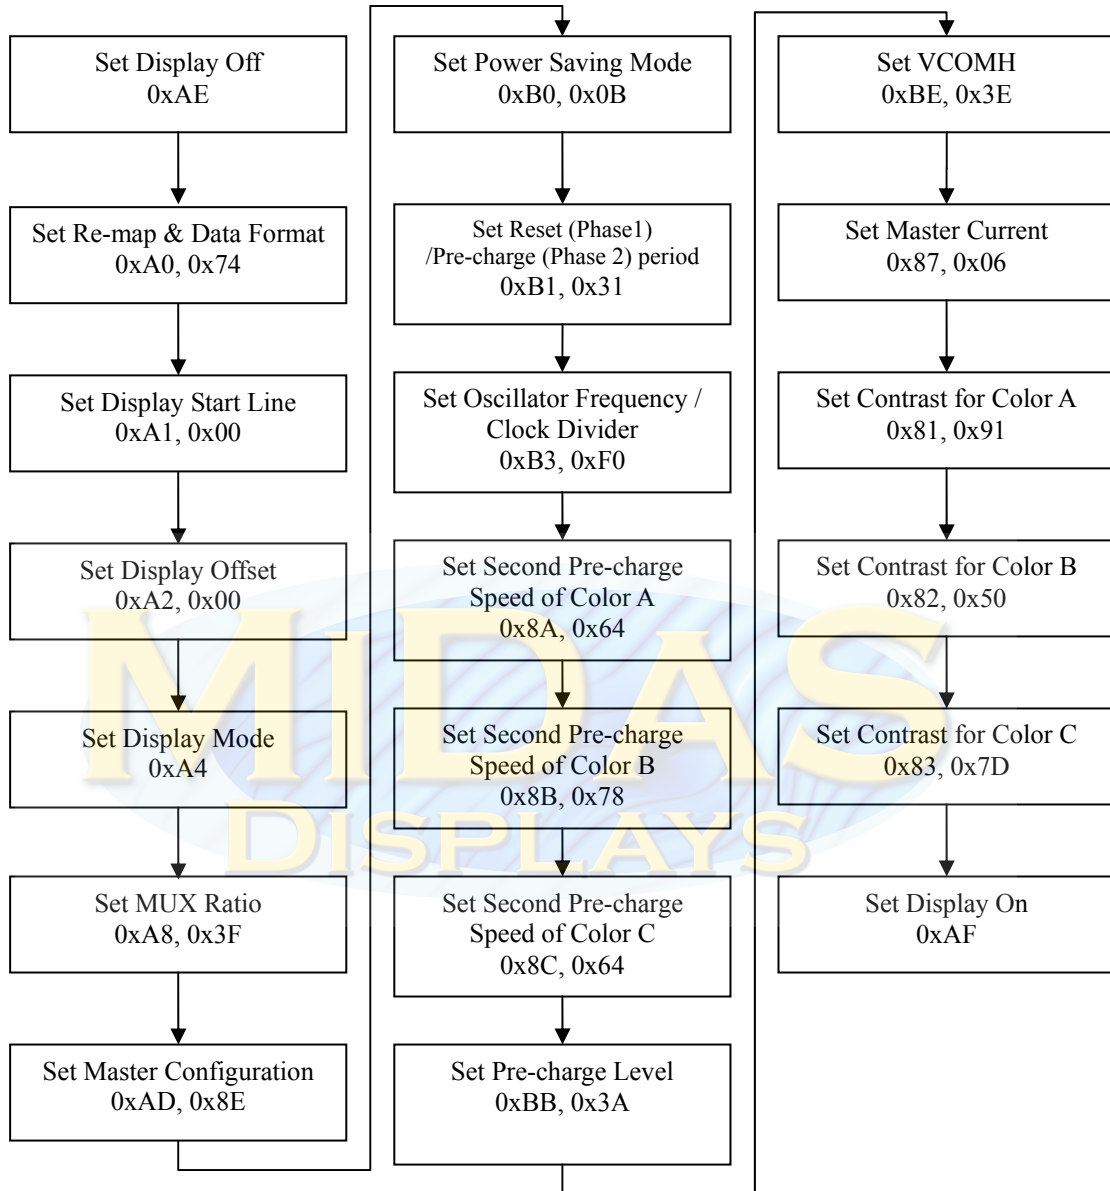 Set Display Off
0xAE
Set Re-map & Data Format
0xA0, 0x74
Set Display Start Line
0xA1, 0x00
Set Display Offset
0xA2, 0x00
Set Display Mode
0xA4
Set MUX Ratio
0xA8, 0x3F
Set Master Configuration
0xAD, 0x8E
Set Power Saving Mode
0xB0, 0x0B
Set Reset (Phase1)
/Pre-charge (Phase 2) period
0xB1, 0x31
Set Oscillator Frequency /
Clock Divider
0xB3, 0xF0
Set Second Pre-charge
Speed of Color A
0x8A, 0x64
Set Second Pre-charge
Speed of Color B
0x8B, 0x78
Set Second Pre-charge
Speed of Color C
0x8C, 0x64
Set Pre-charge Level
0xBB, 0x3A
Set VCOMH
0xBE, 0x3E
Set Master Current
0x87, 0x06
Set Contrast for Color A
0x81, 0x91
Set Contrast for Color B
0x82, 0x50
Set Contrast for Color C
0x83, 0x7D
Set Display On
0xAF
MIDAS
DISPLAYS